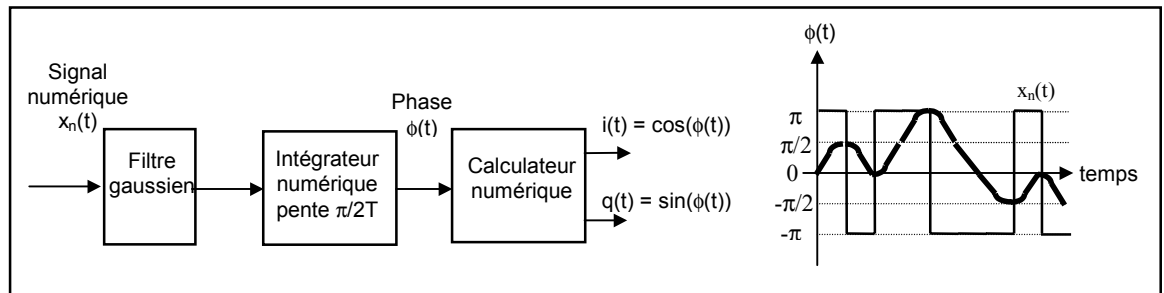 Signal
numérique
xn(t)
Filtre
gaussien
Intégrateur
numérique
pente π/2T
Phase
ϕ(t)
Calculateur
numérique
i(t) = cos(ϕ(t))
q(t) = sin(ϕ(t))
ϕ(t)
xn(t)
π
π/2
0
-π/2
-π
temps